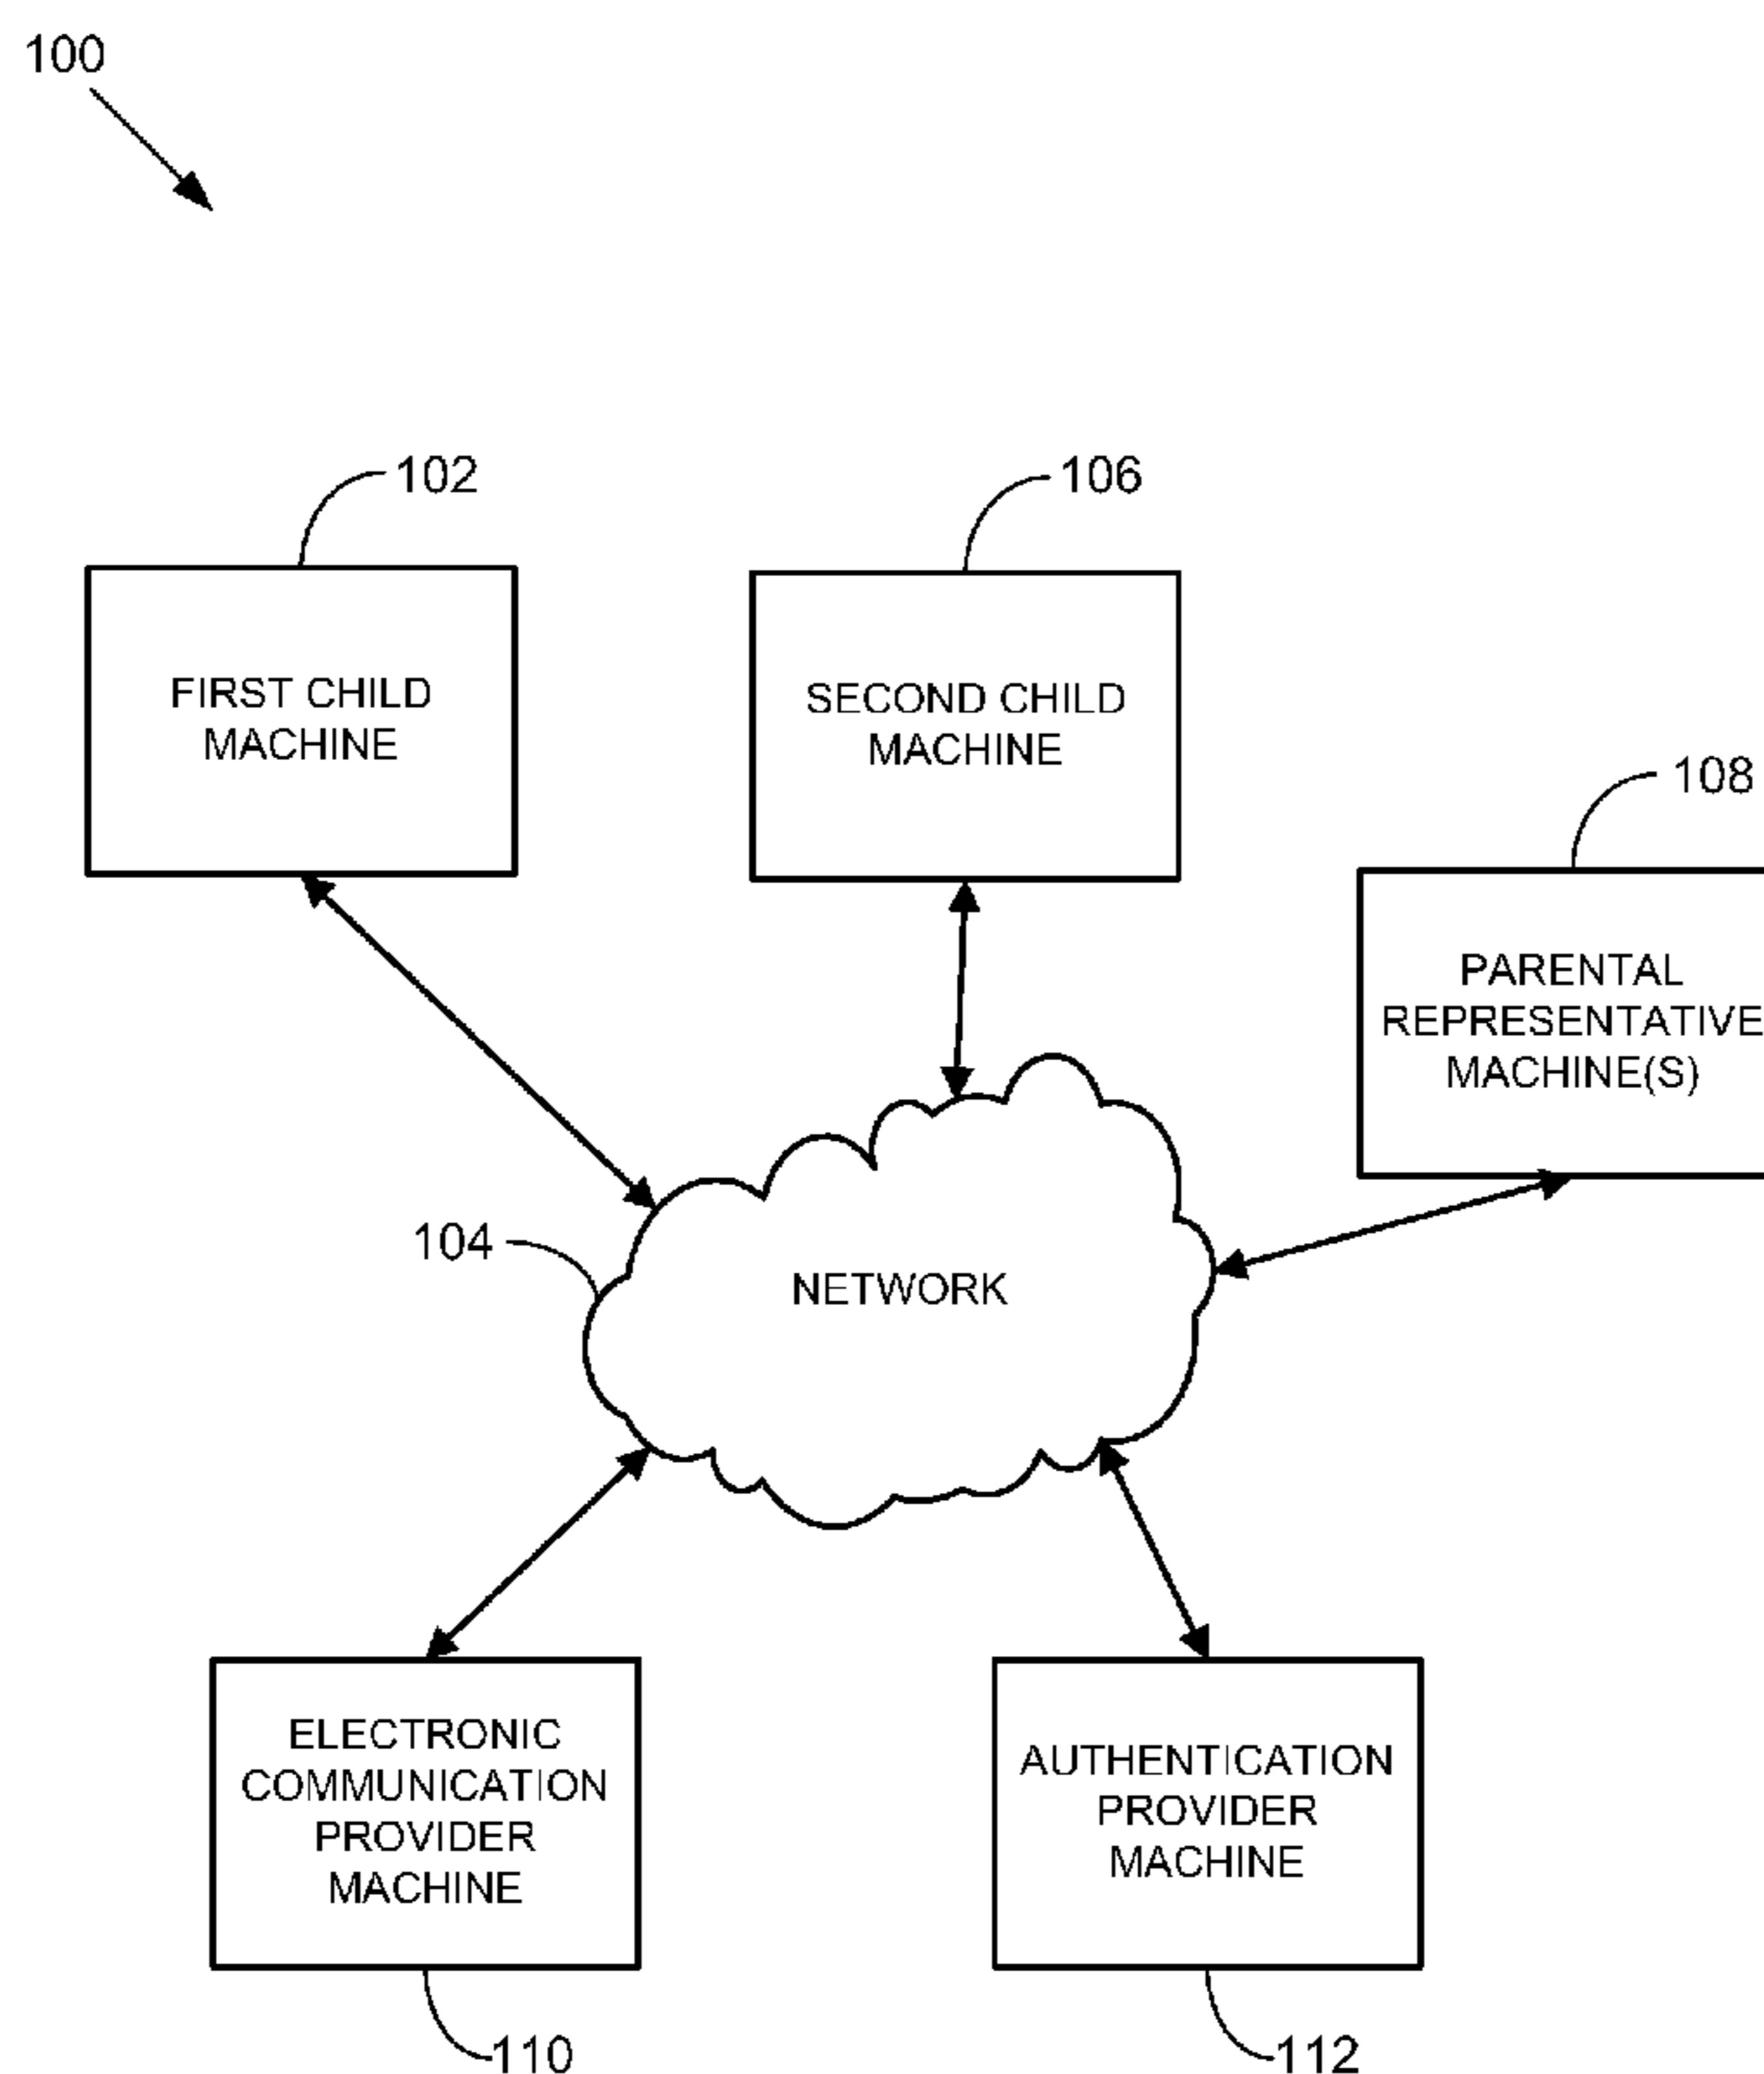 100
102
106
FIRST CHILD
MACHINE
SECOND CHILD
MACHINE
108
PARENTAL
REPRESENTATIVE
MACHINE(S)
104
NETWORK
ELECTRONIC
COMMUNICATION
PROVIDER
MACHINE
AUTHENTICATION
PROVIDER
MACHINE
110
112